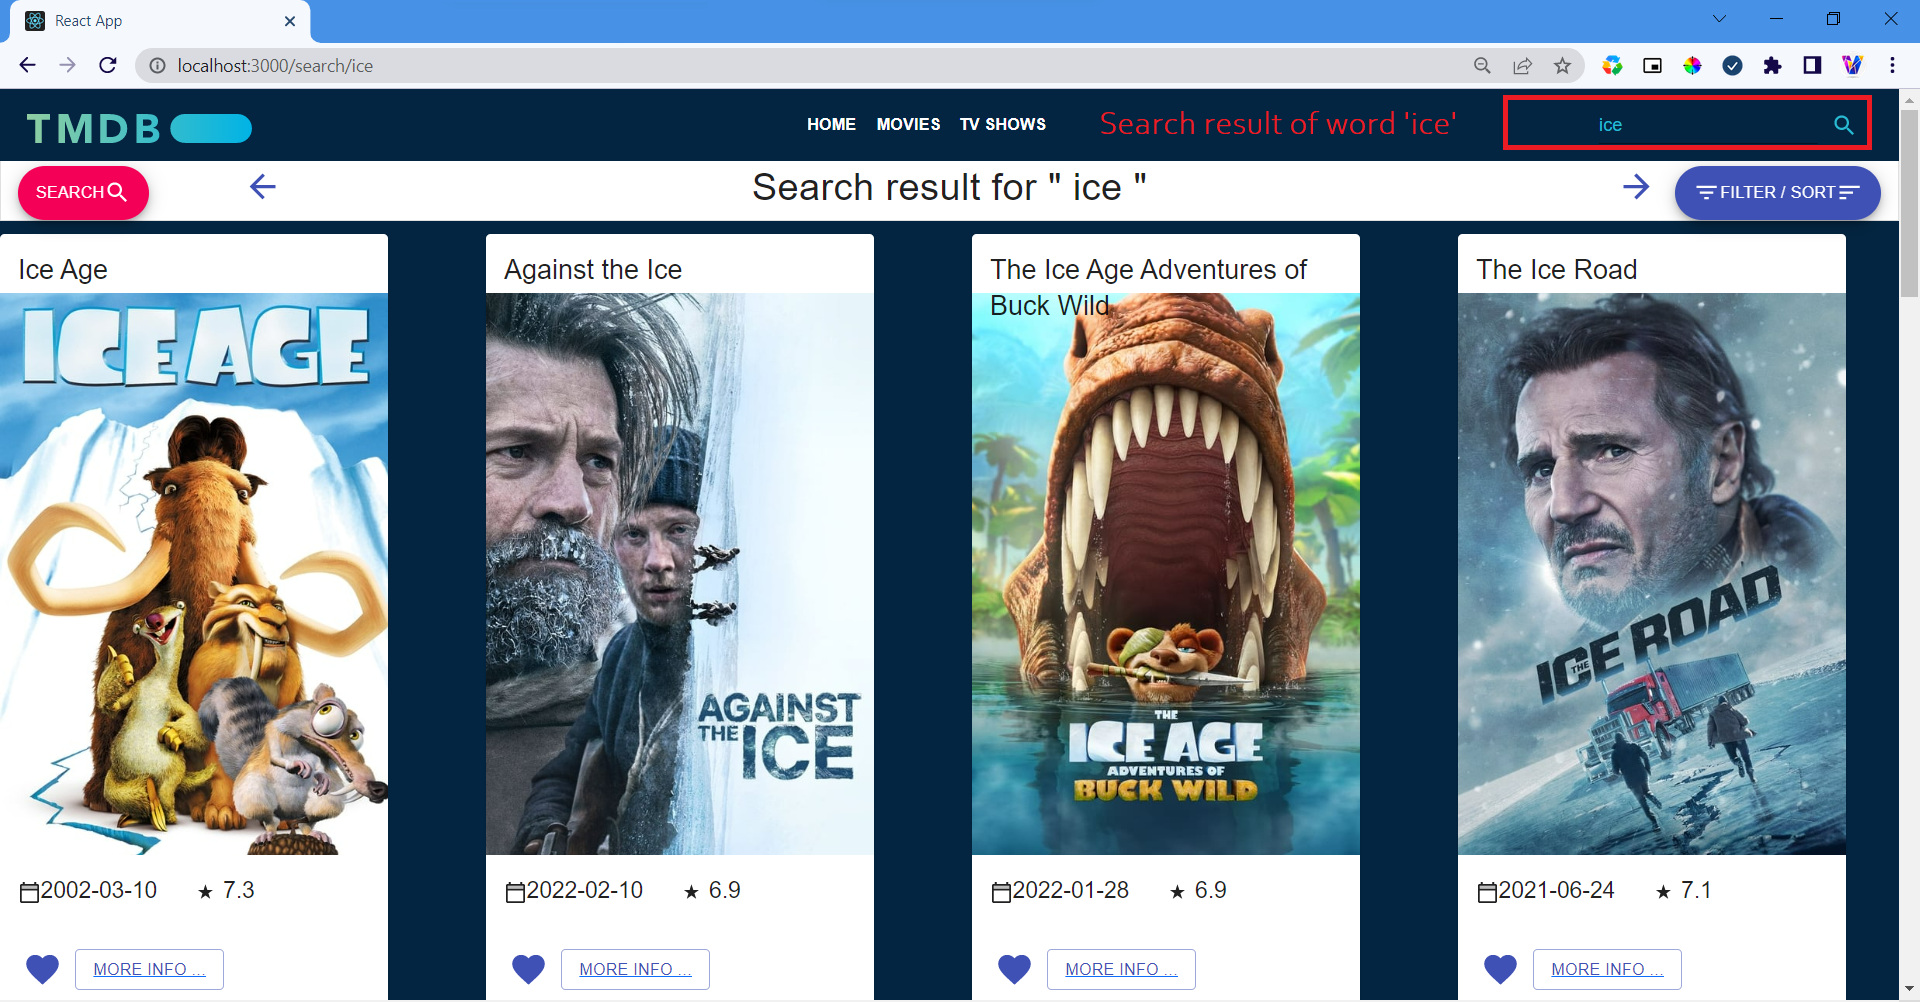 React App
localhost:3000/search/ice
TMDB
HOME MOVIES TV SHOWS
Search result of word 'ice'
ice
SEARCH
Search result for " ice "
FILTER / SORT
Ice Age
ICE AGE
2002-03-10 ★ 7.3
MORE INFO ...
Against the Ice
AGAINST
THE ICE
2022-02-10 ★ 6.9
MORE INFO ...
The Ice Age Adventures of
Buck Wild
THE
ICE AGE
ADVENTURES OF
BUCK WILD
2022-01-28 ★ 6.9
MORE INFO ...
The Ice Road
THE ICE ROAD
2021-06-24 ★ 7.1
MORE INFO ...